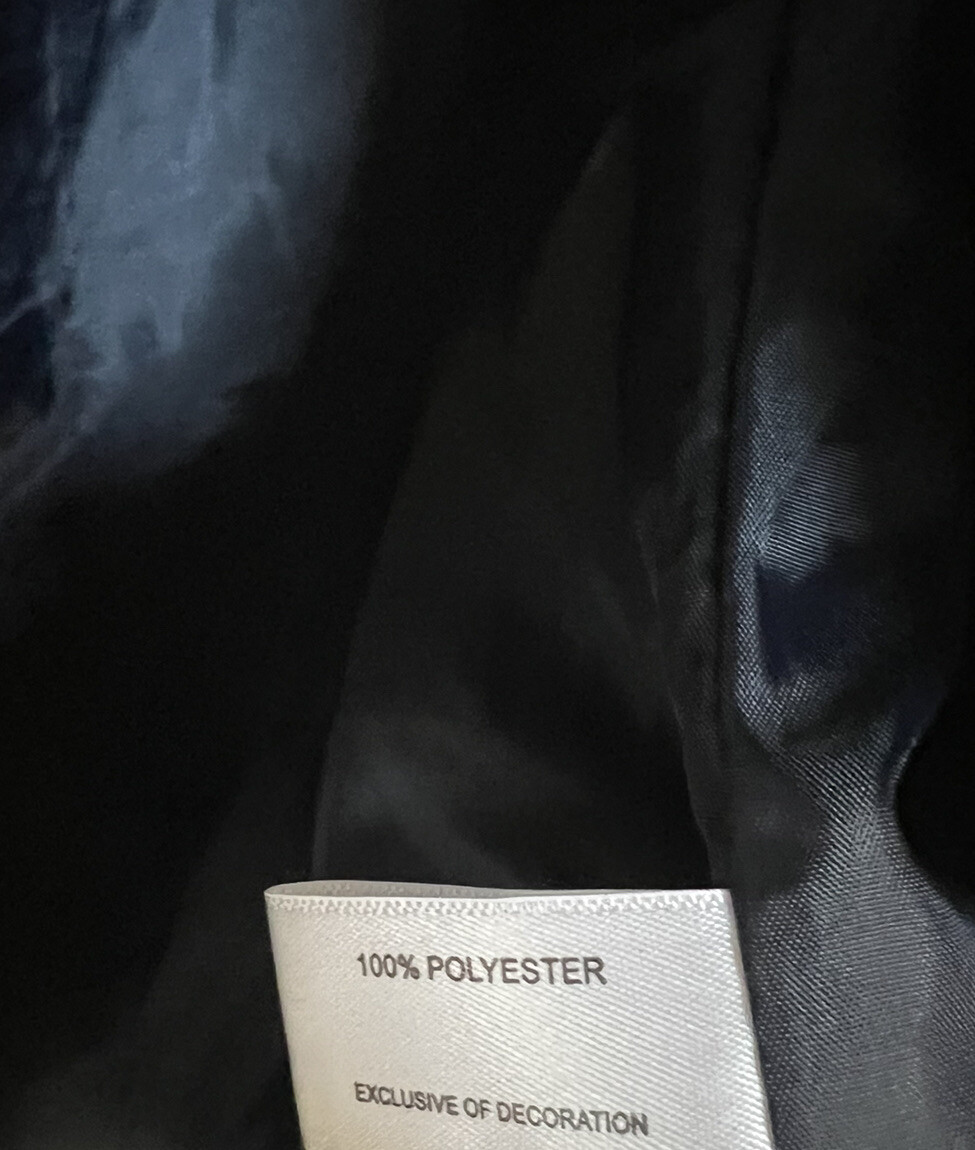 100% POLYESTER
EXCLUSIVE OF DECORATION